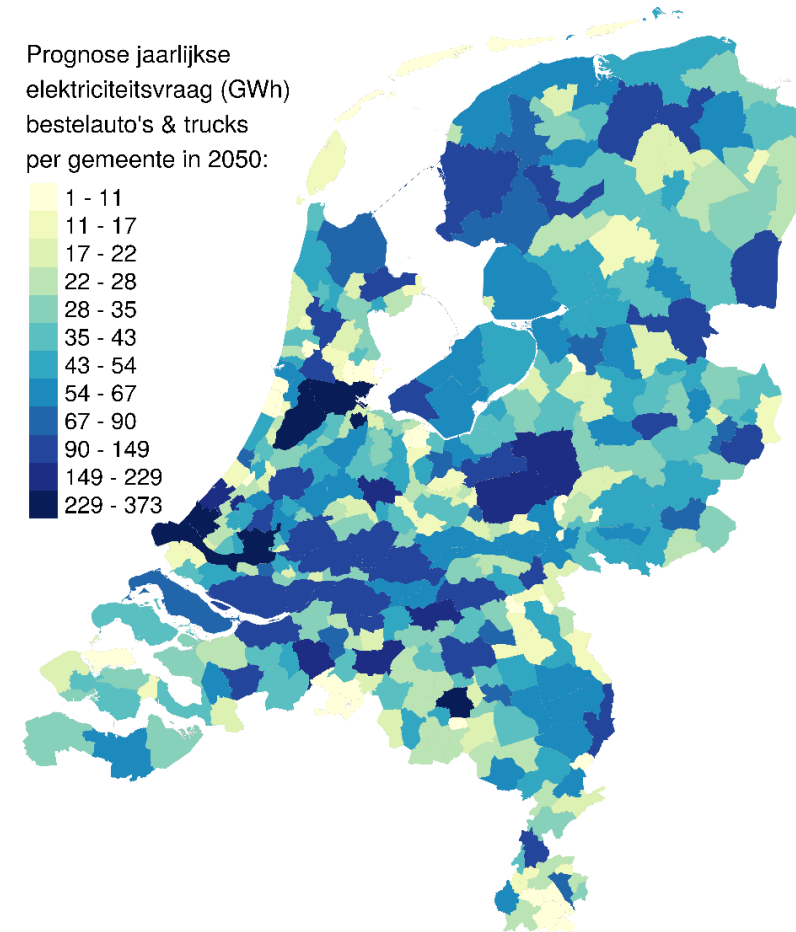 Prognose jaarlijkse
elektriciteitsvraag (GWh)
bestelauto's & trucks
per gemeente in 2050:
1 - 11
11 - 17
17 - 22
22 - 28
28 - 35
35 - 43
43 - 54
54 - 67
67 - 90
90 - 149
149 - 229
229 - 373